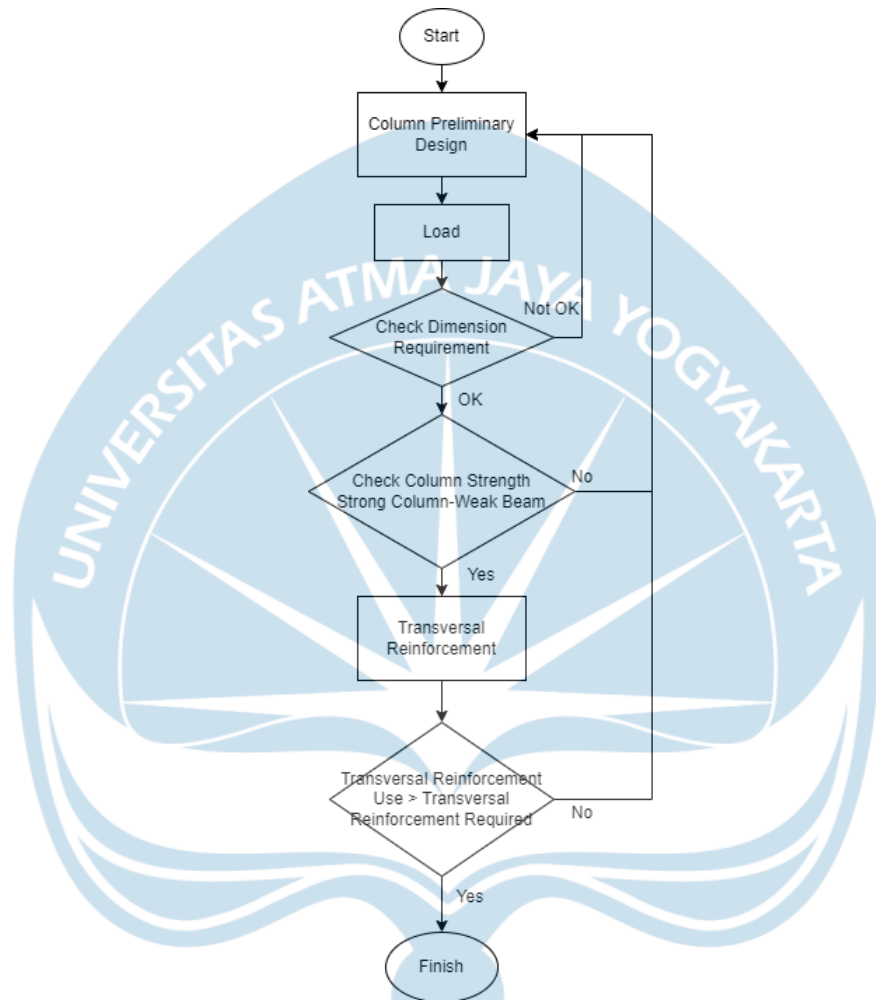 Start
Column Preliminary
Design
Load
UNIVERSITAS ATMA JAYA YOGYAKARTA
Not OK
Check Dimension
Requirement
OK
Check Column Strength
Strong Column-Weak Beam
No
Yes
Transversal
Reinforcement
Transversal Reinforcement
Use > Transversal
Reinforcement Required
No
Yes
Finish